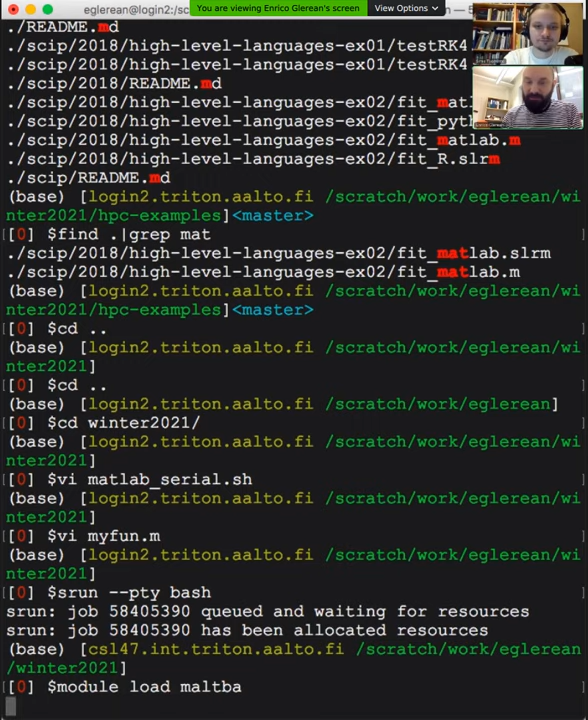 eglerean@login2:/sc
You are viewing Enrico Glerean's screen
View Options
./README.md
./scip/2018/high-level-languages-ex01/testRK4
./scip/2018/high-level-languages-ex01/testRK4
./scip/2018/README.md
./scip/2018/high-level-languages-ex02/fit_matl
./scip/2018/high-level-languages-ex02/fit_pyth
./scip/2018/high-level-languages-ex02/fit_matlab.m
./scip/2018/high-level-languages-ex02/fit_R.slrm
./scip/README.md
(base) [login2.triton.aalto.fi /scratch/work/eglerean/wi
nter2021/hpc-examples]<master>
[[0] $find .|grep mat ]
./scip/2018/high-level-languages-ex02/fit_matlab.slrm
./scip/2018/high-level-languages-ex02/fit_matlab.m
(base) [login2.triton.aalto.fi /scratch/work/eglerean/wi
nter2021/hpc-examples]<master>
[[0] $cd .. ]
(base) [login2.triton.aalto.fi /scratch/work/eglerean/wi
nter2021]
[[0] $cd .. ]
(base) [login2.triton.aalto.fi /scratch/work/eglerean]
[[0] $cd winter2021/ ]
(base) [login2.triton.aalto.fi /scratch/work/eglerean/wi
nter2021]
[[0] $vi matlab_serial.sh ]
(base) [login2.triton.aalto.fi /scratch/work/eglerean/wi
nter2021]
[[0] $vi myfun.m ]
(base) [login2.triton.aalto.fi /scratch/work/eglerean/wi
nter2021]
[[0] $srun --pty bash ]
srun: job 58405390 queued and waiting for resources
srun: job 58405390 has been allocated resources
(base) [csl47.int.triton.aalto.fi /scratch/work/eglerean
/winter2021]
[[0] $module load maltba ]